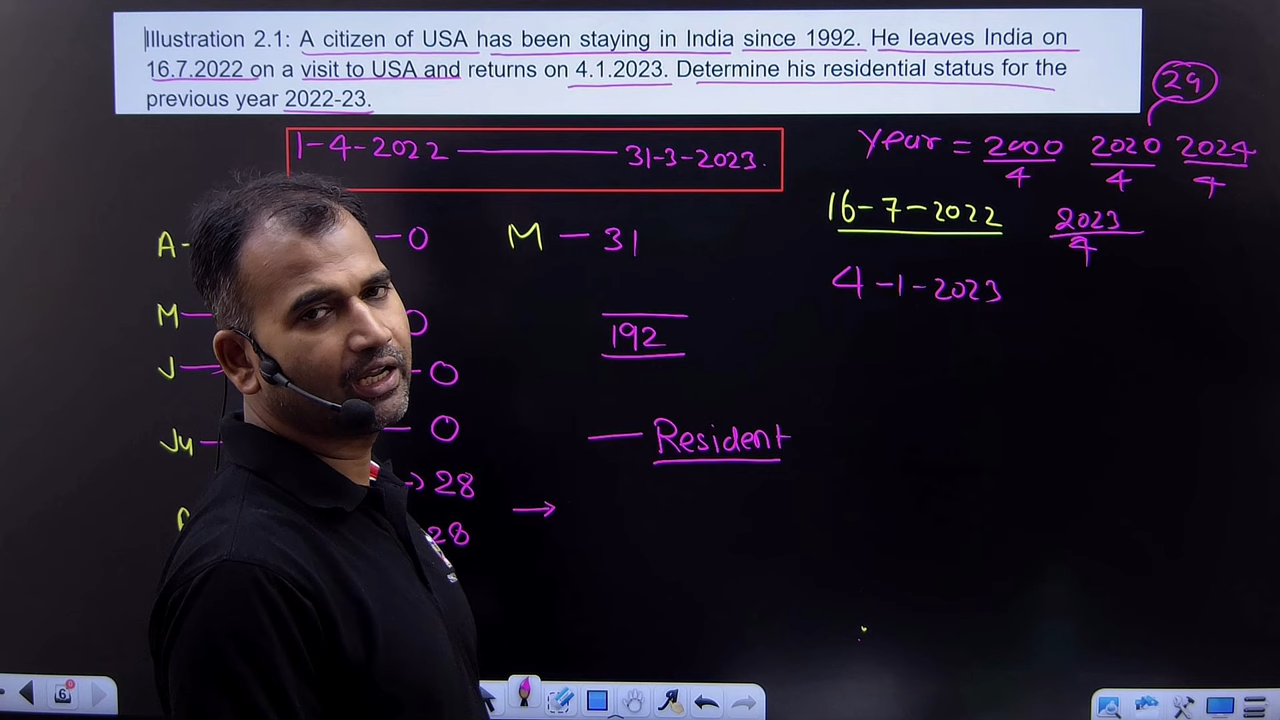 Illustration 2.1: A citizen of USA has been staying in India since 1992. He leaves India on
16.7.2022 on a visit to USA and returns on 4.1.2023. Determine his residential status for the
previous year 2022-23.
29
1-4-2022 — 31-3-2023.
Year = 2000/4 2020/4 2024/4
16-7-2022 2023/4
4-1-2023
A- —0 M — 31
M—
J—
—0
Jy— —0
192
— Resident
→ 28 →
28
6